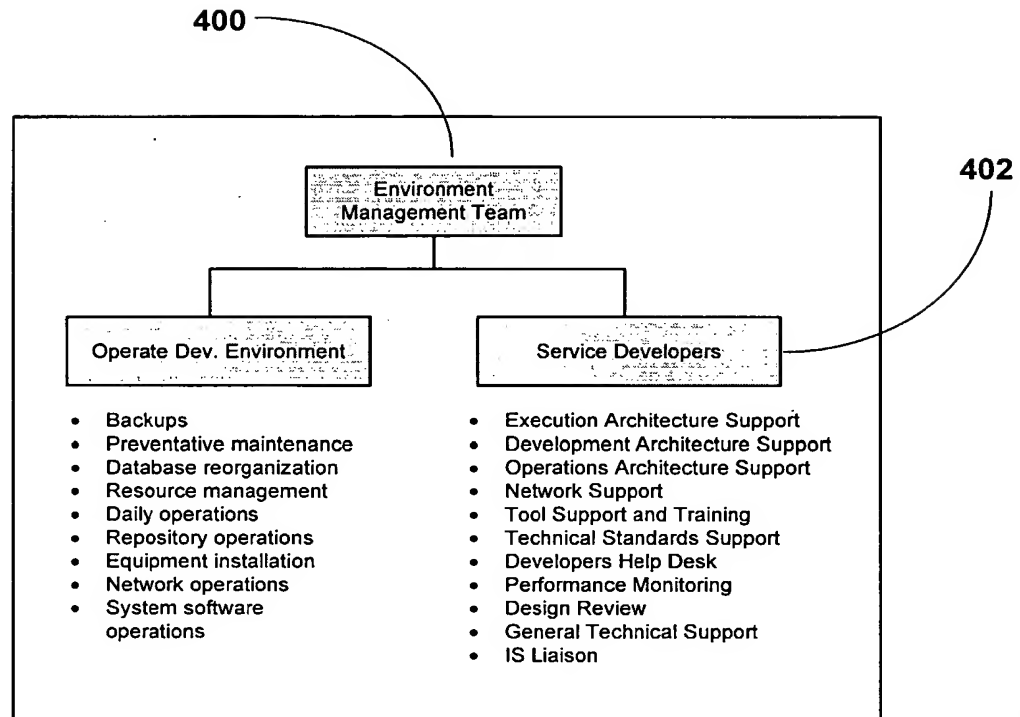 400
402
Environment
Management Team
Operate Dev. Environment
Service Developers
• Backups
• Preventative maintenance
• Database reorganization
• Resource management
• Daily operations
• Repository operations
• Equipment installation
• Network operations
• System software
operations
• Execution Architecture Support
• Development Architecture Support
• Operations Architecture Support
• Network Support
• Tool Support and Training
• Technical Standards Support
• Developers Help Desk
• Performance Monitoring
• Design Review
• General Technical Support
• IS Liaison